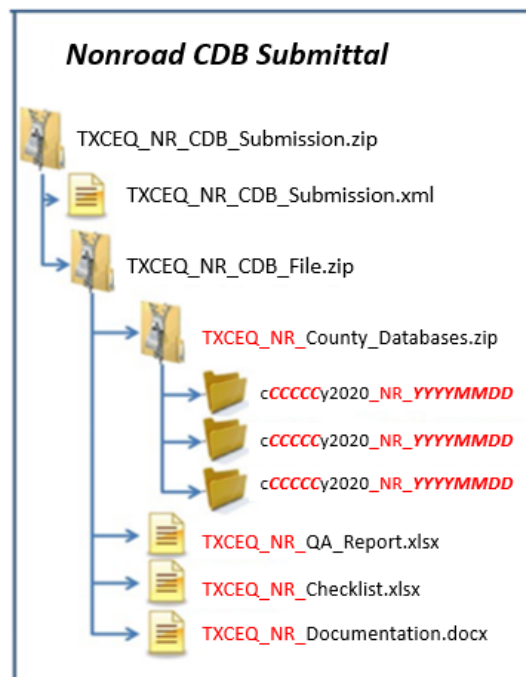 Nonroad CDB Submittal
TXCEQ_NR_CDB_Submission.zip
TXCEQ_NR_CDB_Submission.xml
TXCEQ_NR_CDB_File.zip
TXCEQ_NR_County_Databases.zip
cCCCCCy2020_NR_YYYYMMDD
cCCCCCy2020_NR_YYYYMMDD
cCCCCCy2020_NR_YYYYMMDD
TXCEQ_NR_QA_Report.xlsx
TXCEQ_NR_Checklist.xlsx
TXCEQ_NR_Documentation.docx